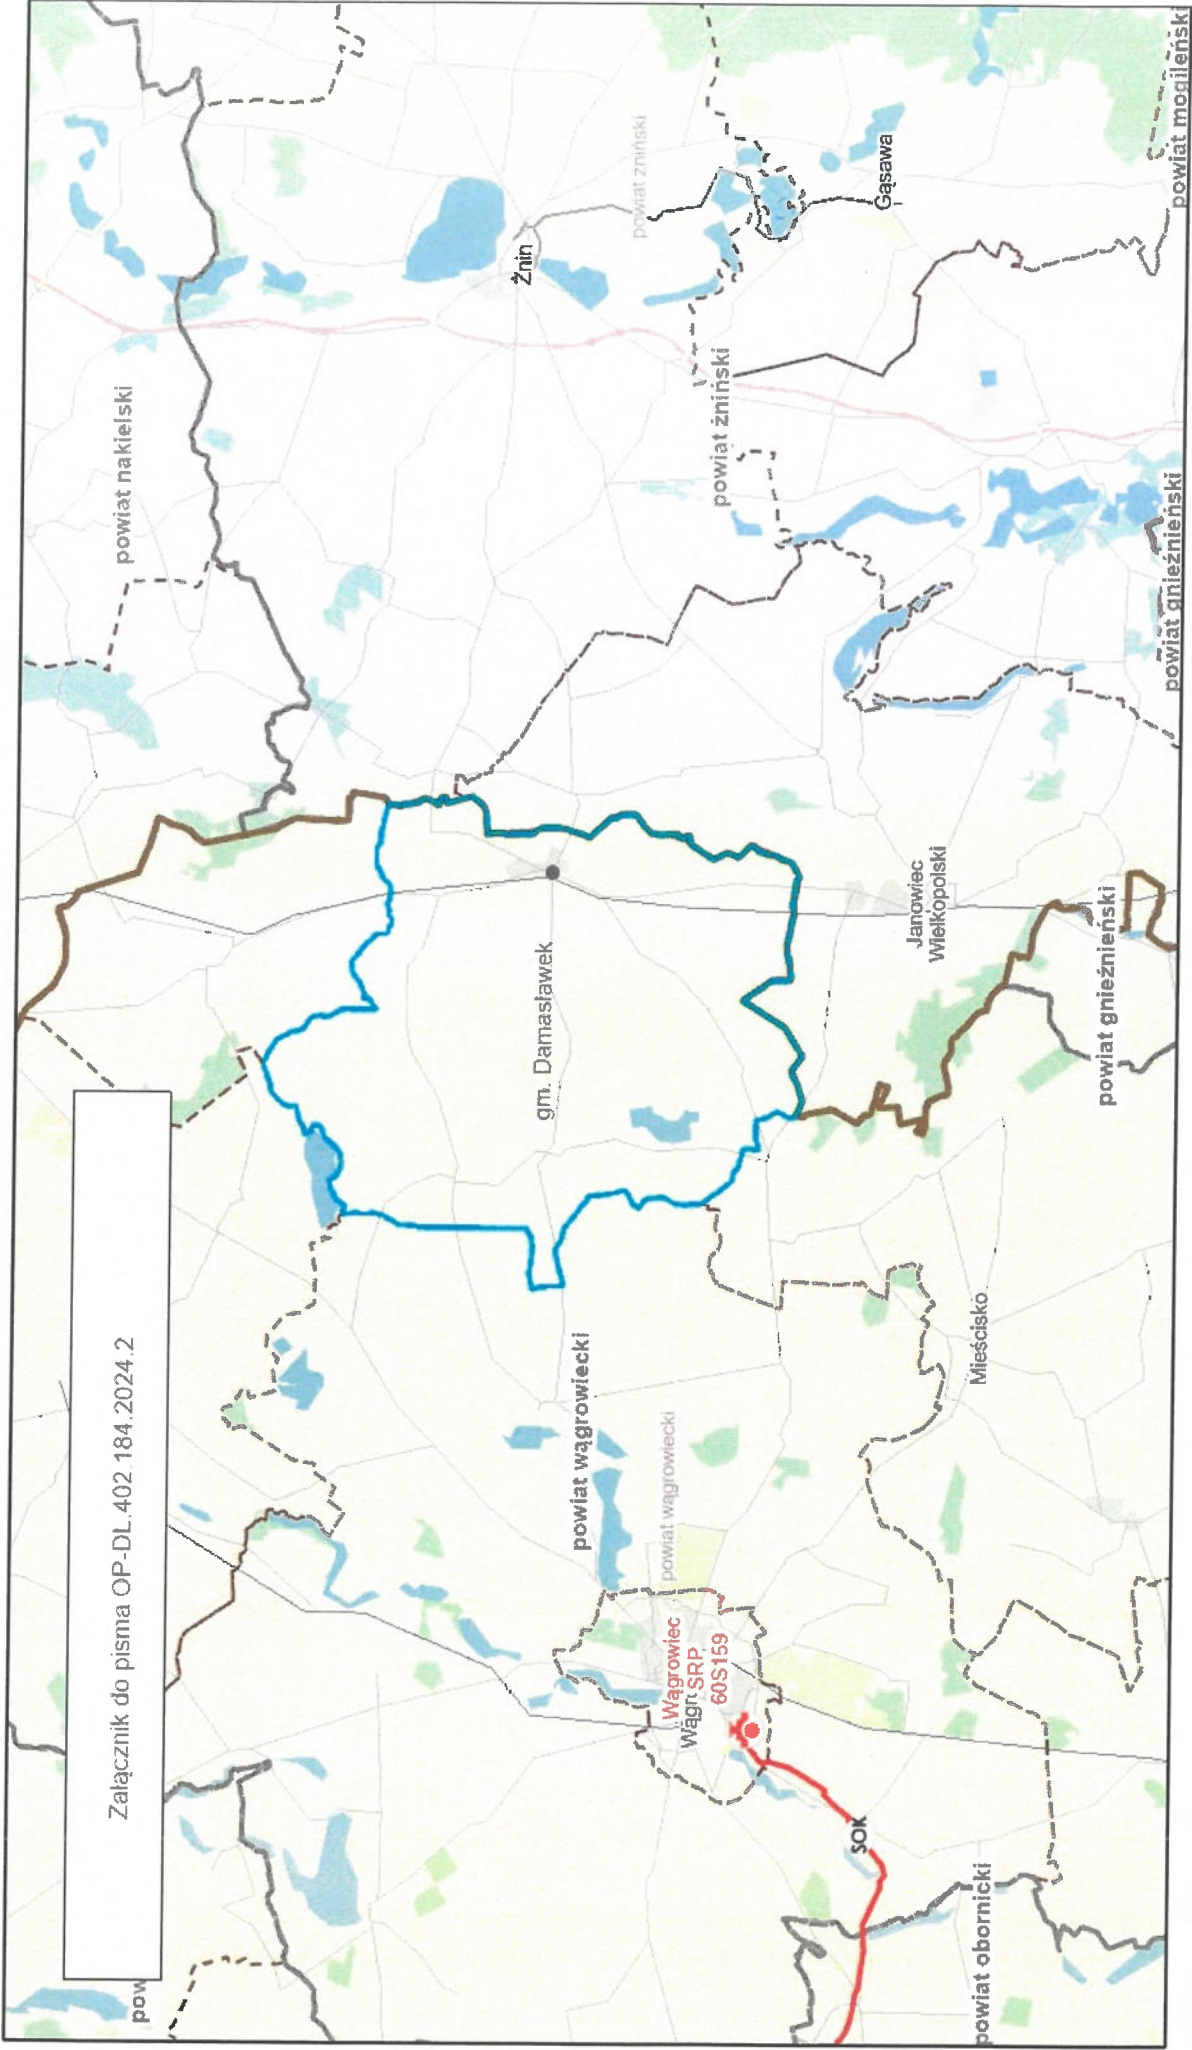 Załącznik do pisma OP-DL.402.184.2024.2
pow
powiat nakielski
Żnin
powiat żniński
Gąsawa
powiat żniński
powiat mogileński
gm. Damasławek
Janowiec
Wielkopolski
powiat gnieźnieński
powiat gnieźnieński
powiat wągrowiecki
powiat wągrowiecki
Wągrowiec
SRP
60S159
Mieścisko
SOK
powiat obornicki